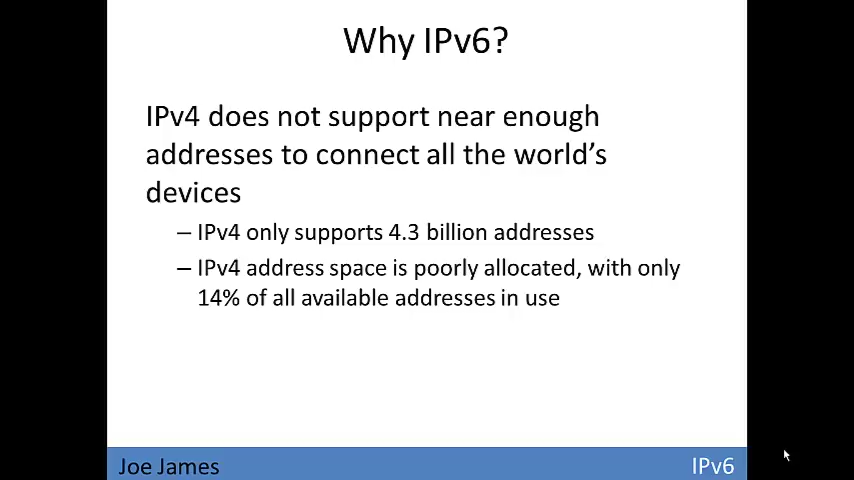 Why IPv6?
IPv4 does not support near enough
addresses to connect all the world's
devices
– IPv4 only supports 4.3 billion addresses
– IPv4 address space is poorly allocated, with only
14% of all available addresses in use
Joe James
IPv6